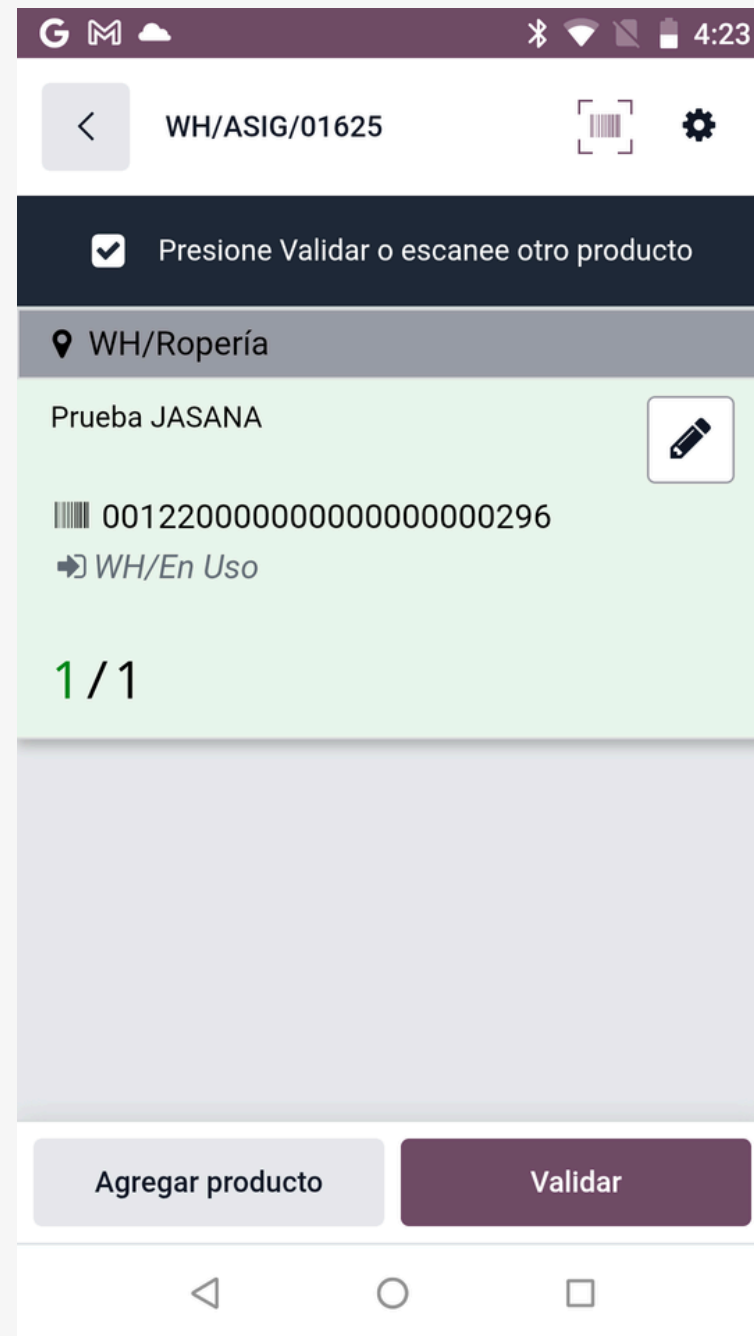 4:23
WH/ASIG/01625
Presione Validar o escanee otro producto
WH/Ropería
Prueba JASANA
001220000000000000000296
WH/En Uso
1/1
Agregar producto
Validar